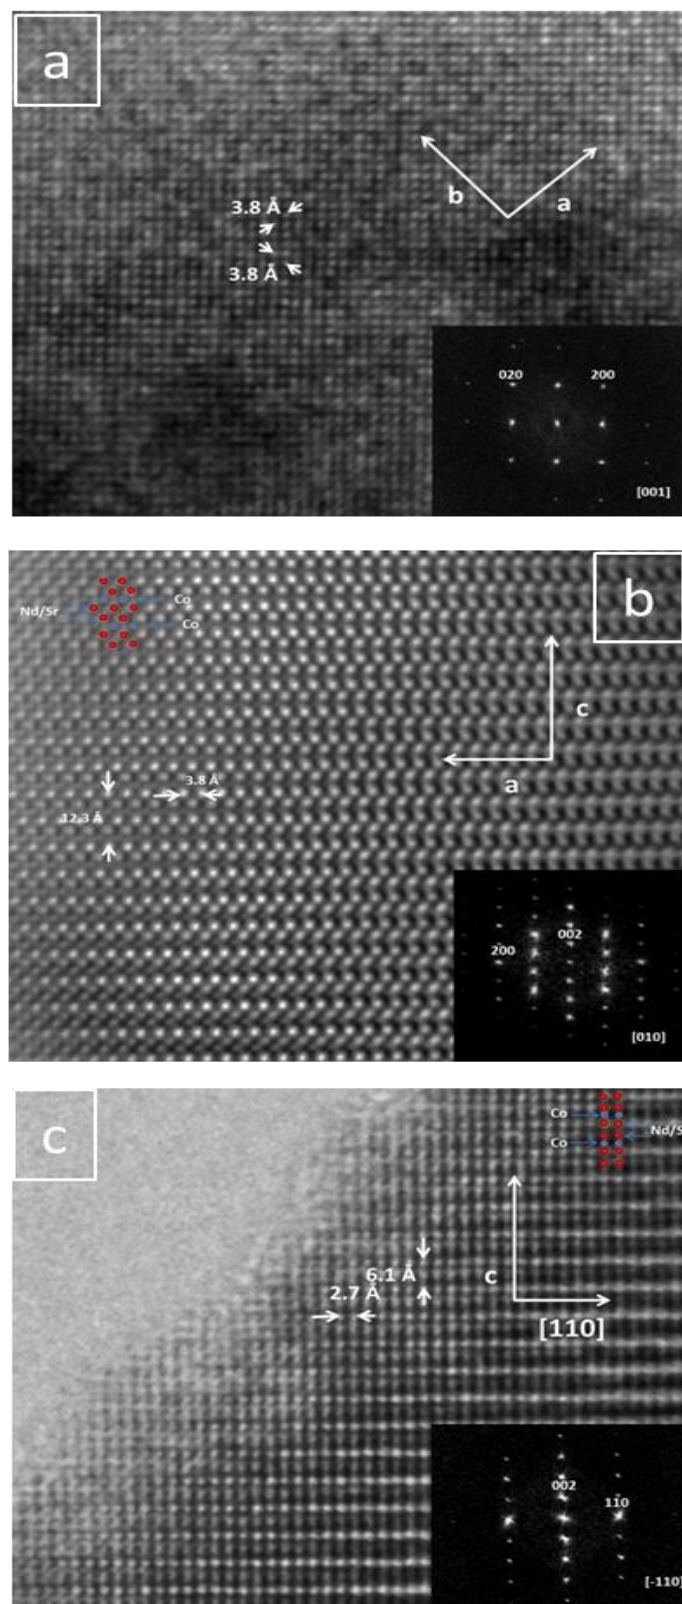 a
3.8 Å
3.8 Å
b
a
020
200
[001]
b
Nd/Sr
Co
Co
c
a
3.8 Å
12.3 Å
002
200
[010]
c
Co
Co
Nd/S
6.1 Å
2.7 Å
c
[110]
002
110
[-110]